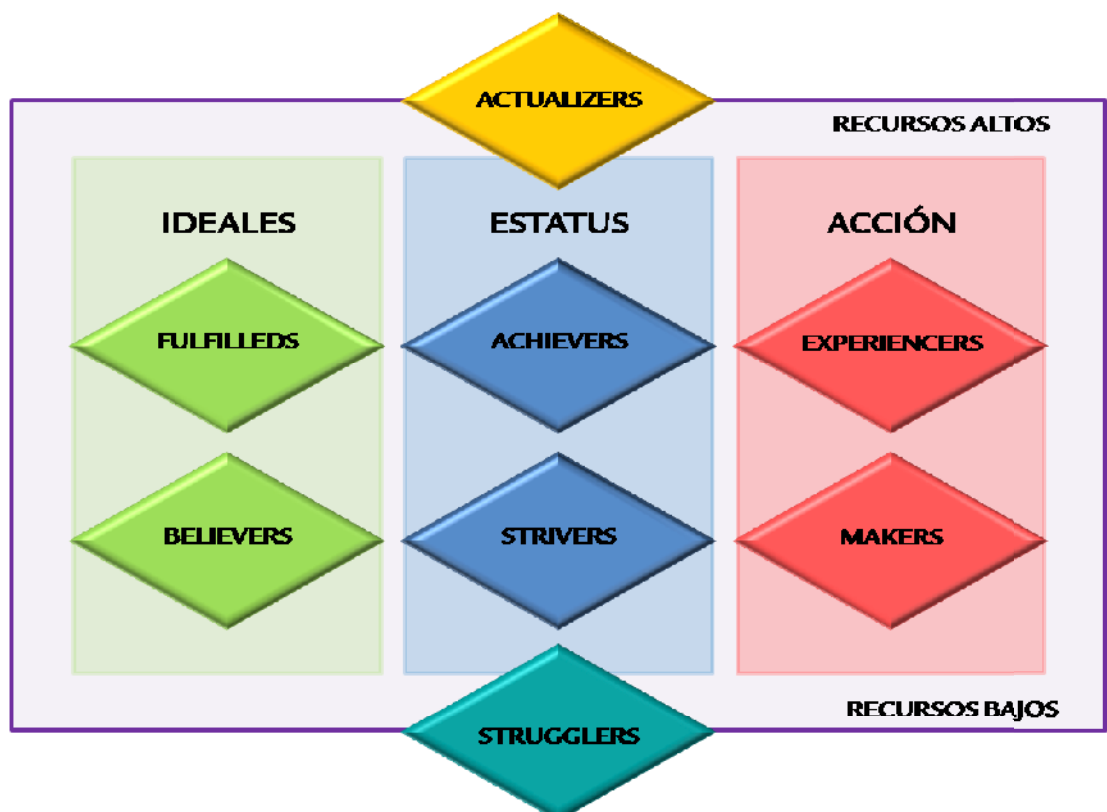 ACTUALIZERS
RECURSOS ALTOS
IDEALES
ESTATUS
ACCIÓN
FULFILLEDS
ACHIEVERS
EXPERIENCERS
BELIEVERS
STRIVERS
MAKERS
RECURSOS BAJOS
STRUGGLERS